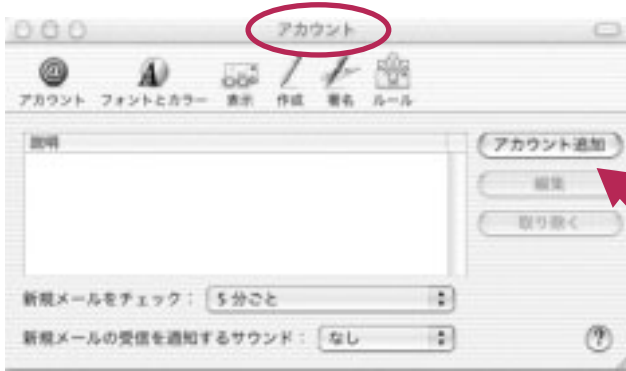 アカウント
アカウント フォントとカラー 表示 作成 署名 ルール
説明
アカウント追加
編集
取り除く
新規メールをチェック： 5 分ごと
新規メールの受信を通知するサウンド： なし
?